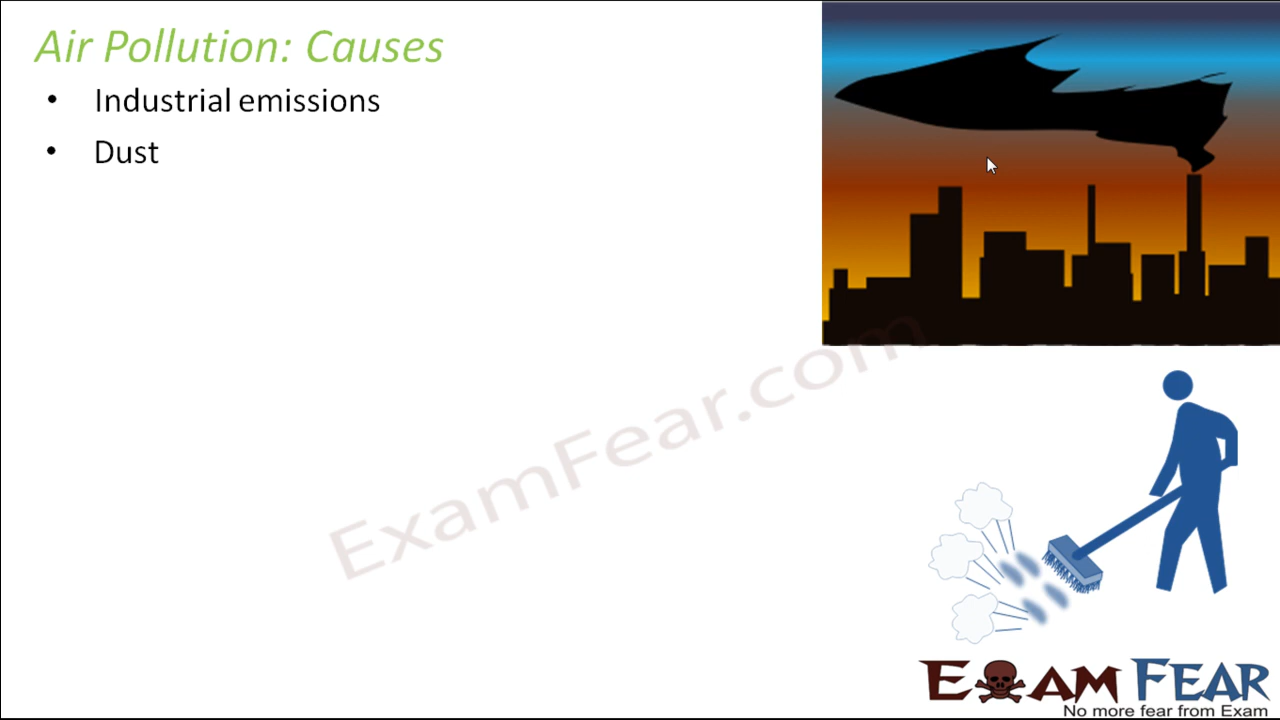 Air Pollution: Causes
• Industrial emissions
• Dust
ExamFear.com
EXAM FEAR
No more fear from Exam